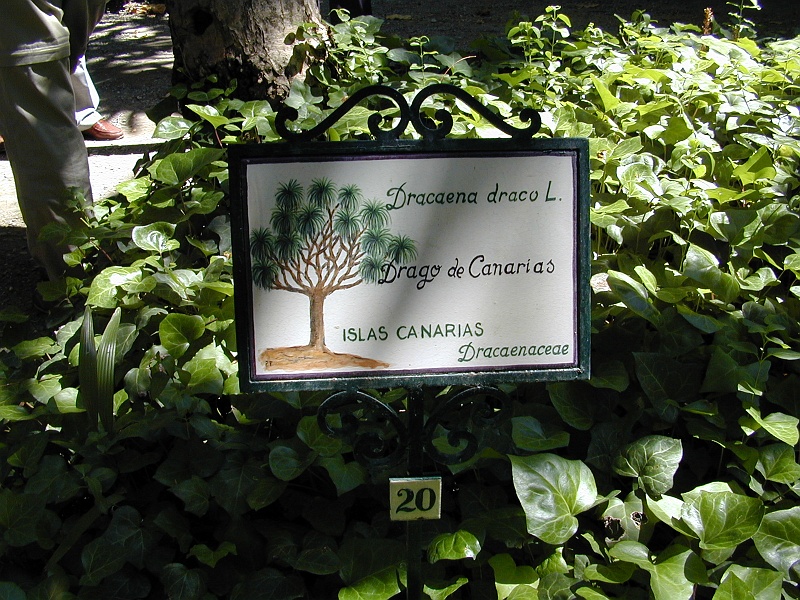 Dracaena draco L.
Drago de Canarias
ISLAS CANARIAS
Dracaenaceae
20